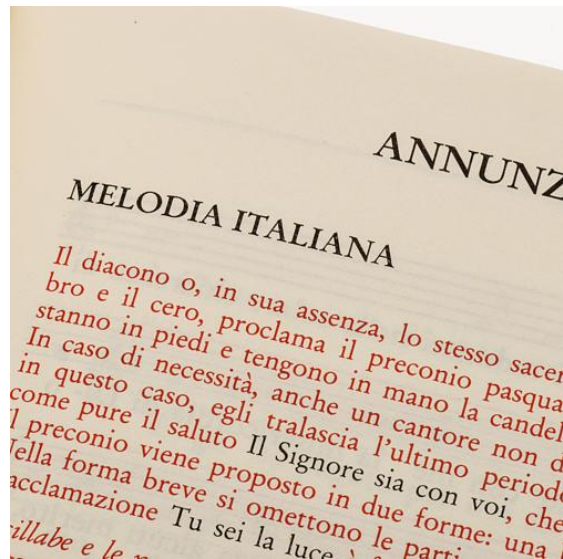 ANNUNZ
MELODIA ITALIANA
Il diacono o, in sua assenza, lo stesso sacer
bro e il cero, proclama il preconio pasqua
stanno in piedi e tengono in mano la candel
In caso di necessità, anche un cantore non d
in questo caso, egli tralascia l'ultimo period
come pure il saluto Il Signore sia con voi, che
l preconio viene proposto in due forme: una l
Nella forma breve si omettono le parti
acclamazione Tu sei la luce
sillabe e le